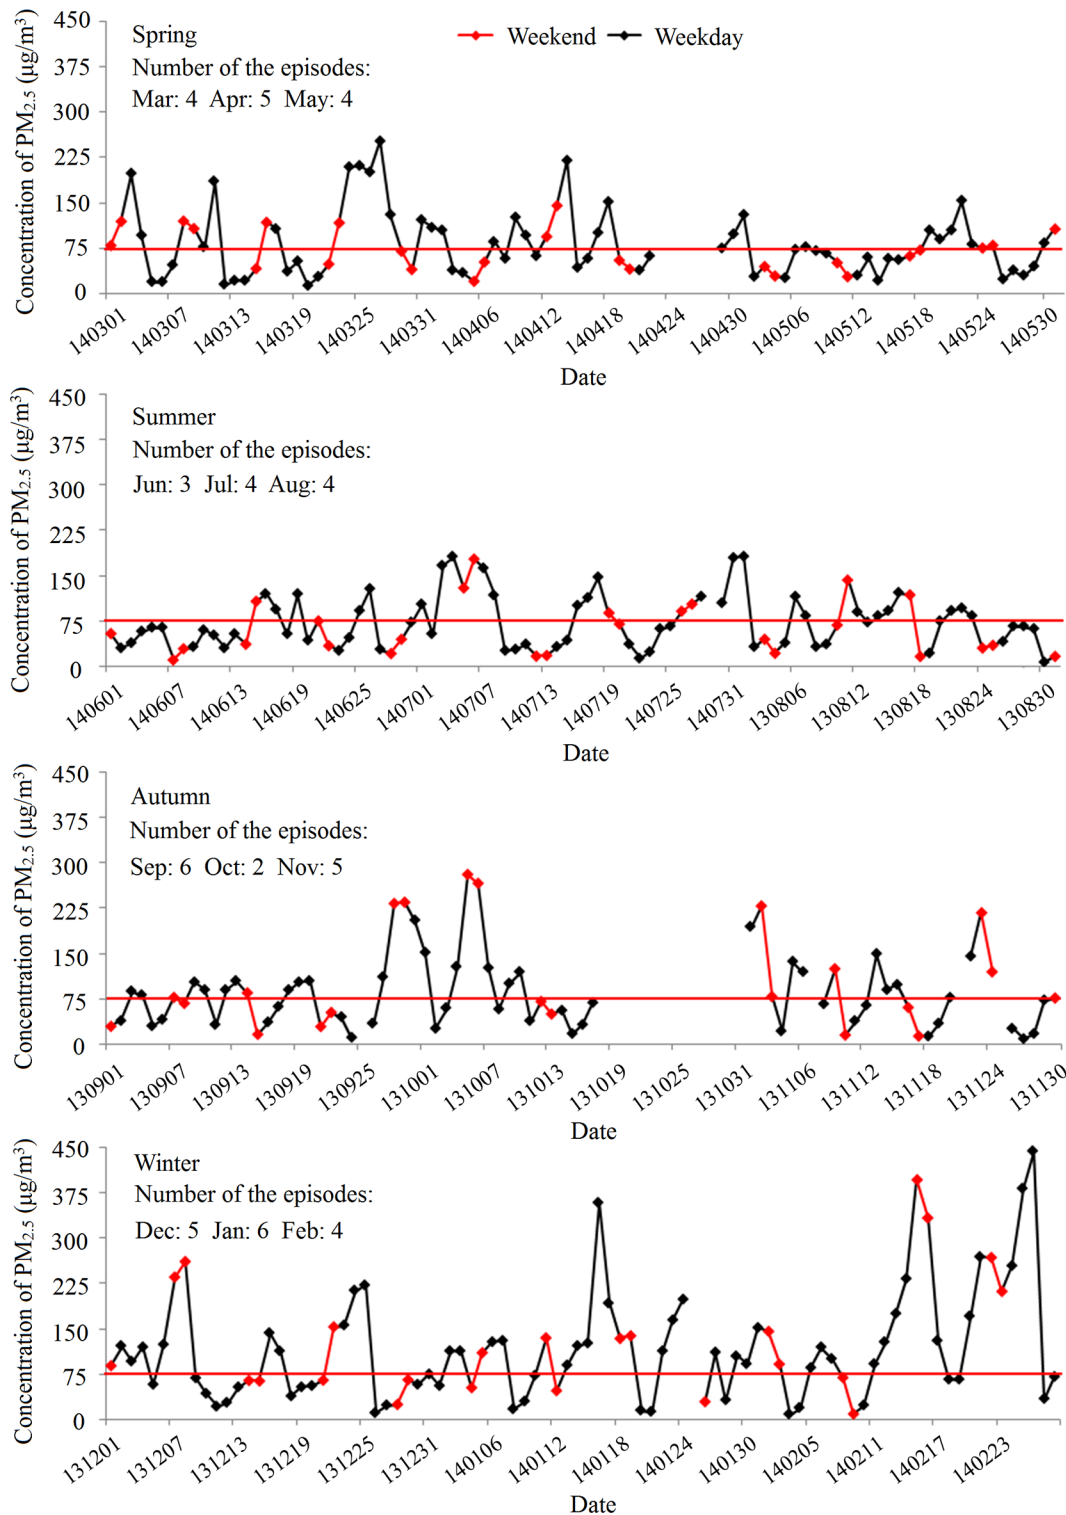 Concentration of PM2.5 (μg/m3)
450
375
300
225
150
75
0
Spring
Number of the episodes:
Mar: 4 Apr: 5 May: 4
Weekend
Weekday
140301 140307 140313 140319 140325 140331 140406 140412 140418 140424 140430 140506 140512 140518 140524 140530
Date
Concentration of PM2.5 (μg/m3)
450
375
300
225
150
75
0
Summer
Number of the episodes:
Jun: 3 Jul: 4 Aug: 4
140601 140607 140613 140619 140625 140701 140707 140713 140719 140725 140731 130806 130812 130818 130824 130830
Date
Concentration of PM2.5 (μg/m3)
450
375
300
225
150
75
0
Autumn
Number of the episodes:
Sep: 6 Oct: 2 Nov: 5
130901 130907 130913 130919 130925 131001 131007 131013 131019 131025 131031 131106 131112 131118 131124 131130
Date
Concentration of PM2.5 (μg/m3)
450
375
300
225
150
75
0
Winter
Number of the episodes:
Dec: 5 Jan: 6 Feb: 4
131201 131207 131213 131219 131225 131231 140106 140112 140118 140124 140130 140205 140211 140217 140223
Date